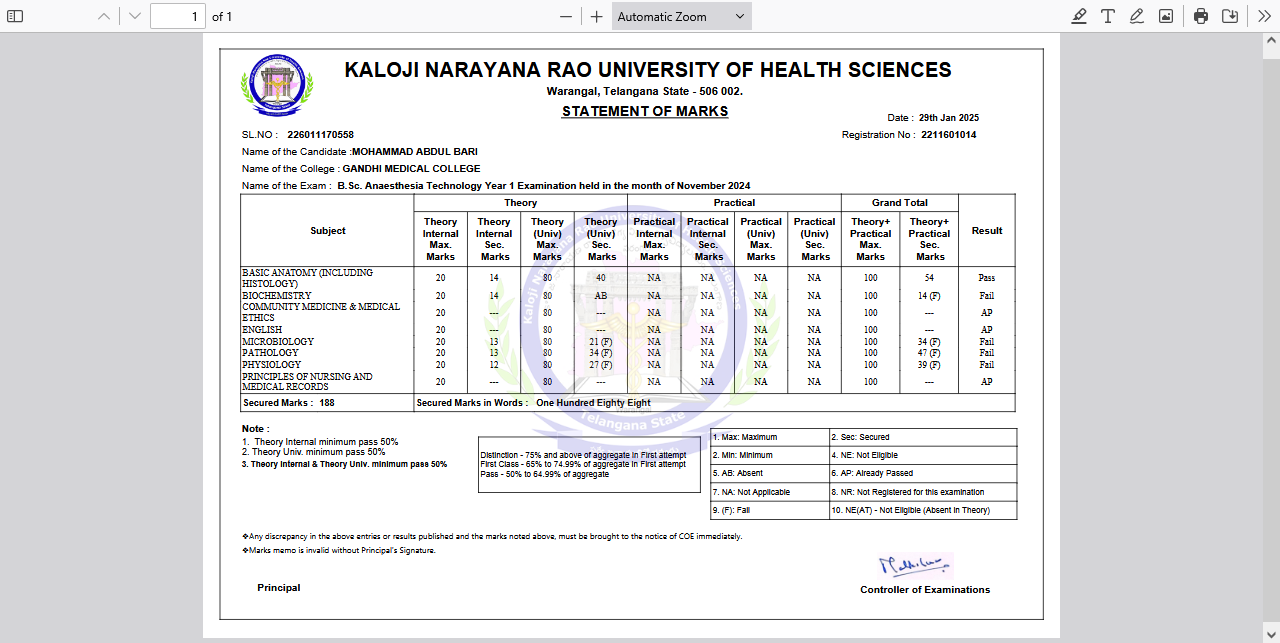 1 of 1
Automatic Zoom
KALOJI NARAYANA RAO UNIVERSITY OF HEALTH SCIENCES
Warangal, Telangana State - 506 002.
STATEMENT OF MARKS
Date : 29th Jan 2025
SL.NO : 226011170558
Registration No : 2211601014
Name of the Candidate :MOHAMMAD ABDUL BARI
Name of the College : GANDHI MEDICAL COLLEGE
Name of the Exam : B.Sc. Anaesthesia Technology Year 1 Examination held in the month of November 2024
Theory Practical Grand Total
Subject Theory Internal Max. Marks Theory Internal Sec. Marks Theory (Univ) Max. Marks Theory (Univ) Sec. Marks Practical Internal Max. Marks Practical Internal Sec. Marks Practical (Univ) Max. Marks Practical (Univ) Sec. Marks Theory+ Practical Max. Marks Theory+ Practical Sec. Marks Result
BASIC ANATOMY (INCLUDING HISTOLOGY) 20 14 80 40 NA NA NA NA 100 54 Pass
BIOCHEMISTRY 20 14 80 AB NA NA NA NA 100 14 (F) Fail
COMMUNITY MEDICINE & MEDICAL ETHICS 20 --- 80 --- NA NA NA NA 100 --- AP
ENGLISH 20 --- 80 --- NA NA NA NA 100 --- AP
MICROBIOLOGY 20 13 80 21 (F) NA NA NA NA 100 34 (F) Fail
PATHOLOGY 20 13 80 34 (F) NA NA NA NA 100 47 (F) Fail
PHYSIOLOGY 20 12 80 27 (F) NA NA NA NA 100 39 (F) Fail
PRINCIPLES OF NURSING AND MEDICAL RECORDS 20 --- 80 --- NA NA NA NA 100 --- AP
Secured Marks : 188 Secured Marks in Words : One Hundred Eighty Eight
Telangana State
Note :
1. Theory Internal minimum pass 50%
2. Theory Univ. minimum pass 50%
3. Theory Internal & Theory Univ. minimum pass 50%
Distinction - 75% and above of aggregate in First attempt
First Class - 65% to 74.99% of aggregate in First attempt
Pass - 50% to 64.99% of aggregate
1. Max: Maximum 2. Sec: Secured
2. Min: Minimum 4. NE: Not Eligible
5. AB: Absent 6. AP: Already Passed
7. NA: Not Applicable 8. NR: Not Registered for this examination
9. (F): Fail 10. NE(AT) - Not Eligible (Absent in Theory)
❖Any discrepancy in the above entries or results published and the marks noted above, must be brought to the notice of COE immediately.
❖Marks memo is invalid without Principal's Signature.
Principal
Controller of Examinations